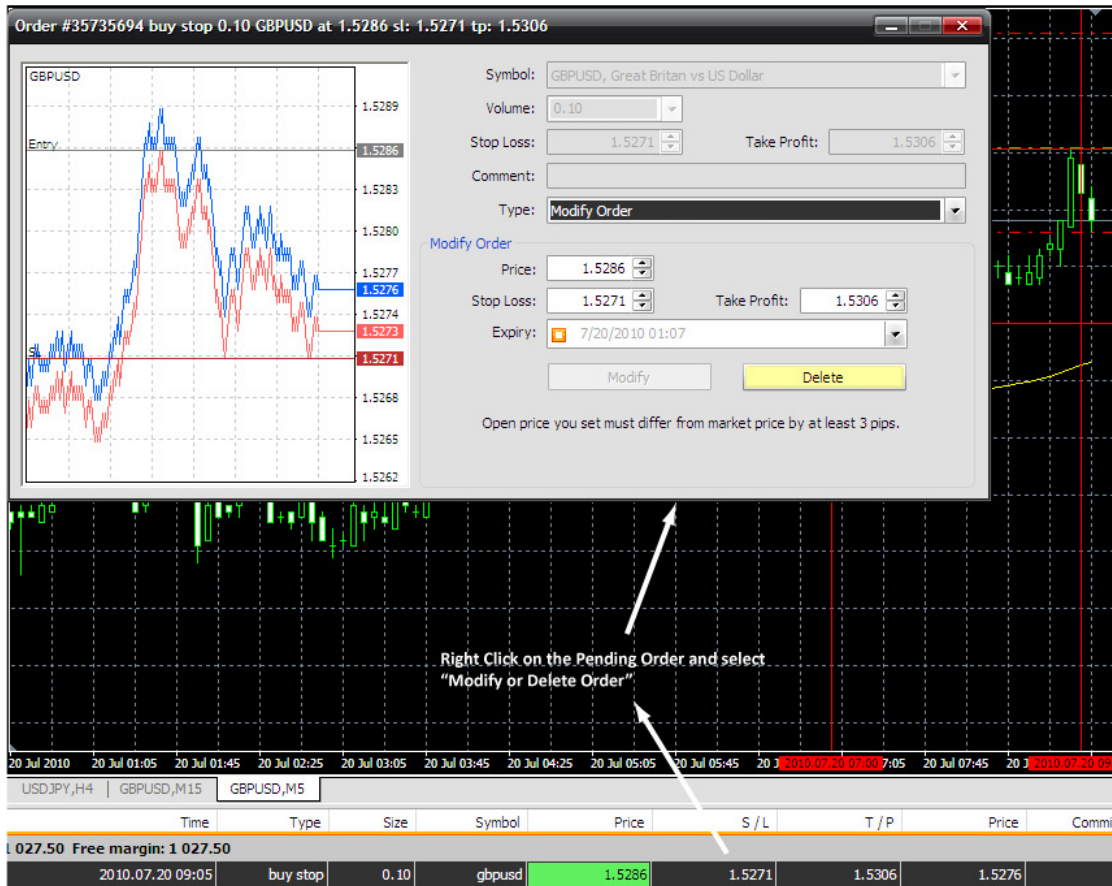 Order #35735694 buy stop 0.10 GBPUSD at 1.5286 sl: 1.5271 tp: 1.5306
GBPUSD
Entry
SL
1.5289
1.5286
1.5283
1.5280
1.5277
1.5276
1.5274
1.5273
1.5271
1.5268
1.5265
1.5262
Symbol: GBPUSD, Great Britan vs US Dollar
Volume: 0.10
Stop Loss: 1.5271 Take Profit: 1.5306
Comment:
Type: Modify Order
Modify Order
Price: 1.5286
Stop Loss: 1.5271 Take Profit: 1.5306
Expiry: 7/20/2010 01:07
Modify Delete
Open price you set must differ from market price by at least 3 pips.
Right Click on the Pending Order and select
“Modify or Delete Order”
20 Jul 2010 20 Jul 01:05 20 Jul 01:45 20 Jul 02:25 20 Jul 03:05 20 Jul 03:45 20 Jul 04:25 20 Jul 05:05 20 Jul 05:45 20 J 2010.07.20 07:00 7:05 20 Jul 07:45 20 J 2010.07.20 09
USDJPY,H4 | GBPUSD,M15 | GBPUSD,M5
Time Type Size Symbol Price S / L T / P Price Commi
1 027.50 Free margin: 1 027.50
2010.07.20 09:05 buy stop 0.10 gbpusd 1.5286 1.5271 1.5306 1.5276